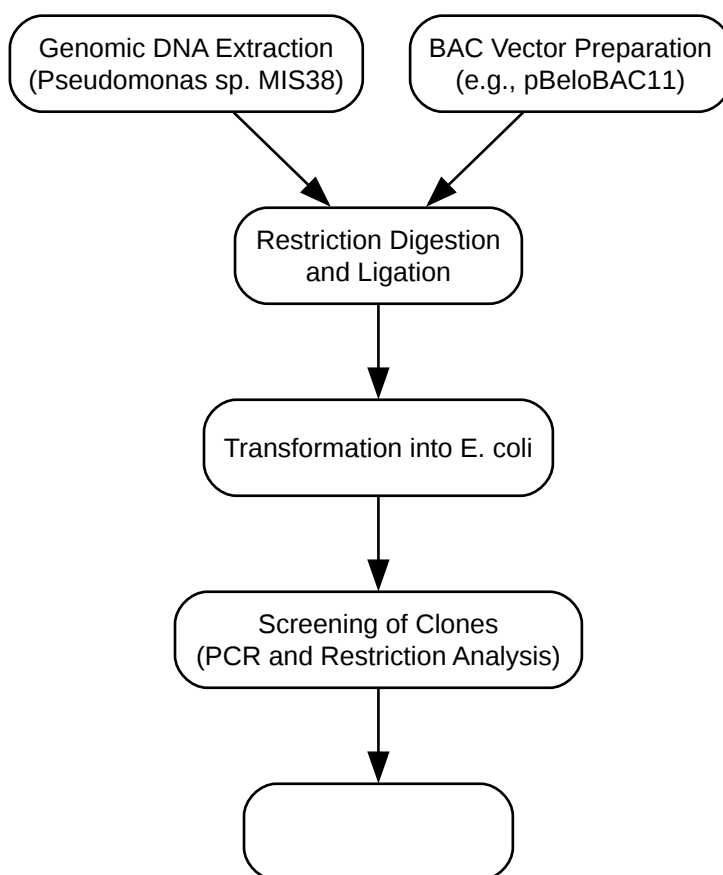 Genomic DNA Extraction
(Pseudomonas sp. MIS38)
BAC Vector Preparation
(e.g., pBeloBAC11)
Restriction Digestion
and Ligation
Transformation into E. coli
Screening of Clones
(PCR and Restriction Analysis)